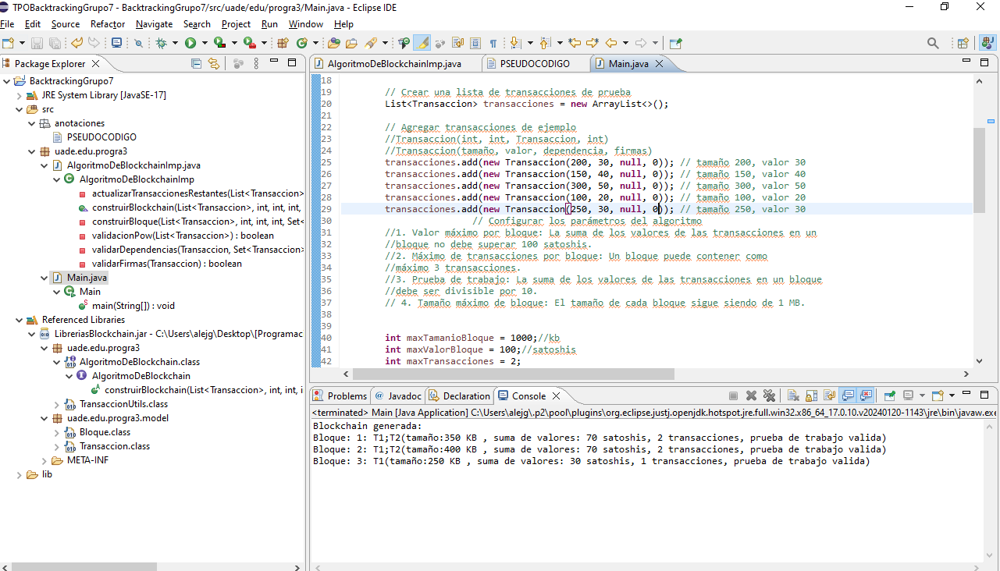 TPOBacktrackingGrupo7 - BacktrackingGrupo7/src/uade/edu/progra3/Main.java - Eclipse IDE
File Edit Source Refactor Navigate Search Project Run Window Help
Package Explorer
BacktrackingGrupo7
JRE System Library [JavaSE-17]
src
anotaciones
PSEUDOCODIGO
uade.edu.progra3
AlgoritmoDeBlockchainImp.java
AlgoritmoDeBlockchainImp
actualizarTransaccionesRestantes(List<Transaccion>
construirBlockchain(List<Transaccion>, int, int, int,
construirBloque(List<Transaccion>, int, int, int, Set<
validacionPow(List<Transaccion>) : boolean
validarDependencias(Transaccion, Set<Transaccion>
validarFirmas(Transaccion) : boolean
Main.java
Main
main(String[]) : void
Referenced Libraries
LibreriasBlockchain.jar - C:\Users\alejg\Desktop\[Programac
uade.edu.progra3
AlgoritmoDeBlockchain.class
AlgoritmoDeBlockchain
construirBlockchain(List<Transaccion>, int, int, i
TransaccionUtils.class
uade.edu.progra3.model
Bloque.class
Transaccion.class
META-INF
lib
AlgoritmoDeBlockchainImp.java PSEUDOCODIGO Main.java
18
19 // Crear una lista de transacciones de prueba
20 List<Transaccion> transacciones = new ArrayList<>();
21
22 // Agregar transacciones de ejemplo
23 //Transaccion(int, int, Transaccion, int)
24 //Transaccion(tamaño, valor, dependencia, firmas)
25 transacciones.add(new Transaccion(200, 30, null, 0)); // tamaño 200, valor 30
26 transacciones.add(new Transaccion(150, 40, null, 0)); // tamaño 150, valor 40
27 transacciones.add(new Transaccion(300, 50, null, 0)); // tamaño 300, valor 50
28 transacciones.add(new Transaccion(100, 20, null, 0)); // tamaño 100, valor 20
29 transacciones.add(new Transaccion(250, 30, null, 0)); // tamaño 250, valor 30
30 // Configurar los parámetros del algoritmo
31 //1. Valor máximo por bloque: La suma de los valores de las transacciones en un
32 //bloque no debe superar 100 satoshis.
33 //2. Máximo de transacciones por bloque: Un bloque puede contener como
34 //máximo 3 transacciones.
35 //3. Prueba de trabajo: La suma de los valores de las transacciones en un bloque
36 //debe ser divisible por 10.
37 // 4. Tamaño máximo de bloque: El tamaño de cada bloque sigue siendo de 1 MB.
38
39
40 int maxTamanioBloque = 1000;//kb
41 int maxValorBloque = 100;//satoshis
42 int maxTransacciones = 2;
Problems Javadoc Declaration Console
<terminated> Main [Java Application] C:\Users\alejg\.p2\pool\plugins\org.eclipse.justj.openjdk.hotspot.jre.full.win32.x86_64_17.0.10.v20240120-1143\jre\bin\javaw.exe
Blockchain generada:
Bloque: 1: T1;T2(tamaño:350 KB , suma de valores: 70 satoshis, 2 transacciones, prueba de trabajo valida)
Bloque: 2: T1;T2(tamaño:400 KB , suma de valores: 70 satoshis, 2 transacciones, prueba de trabajo valida)
Bloque: 3: T1(tamaño:250 KB , suma de valores: 30 satoshis, 1 transacciones, prueba de trabajo valida)